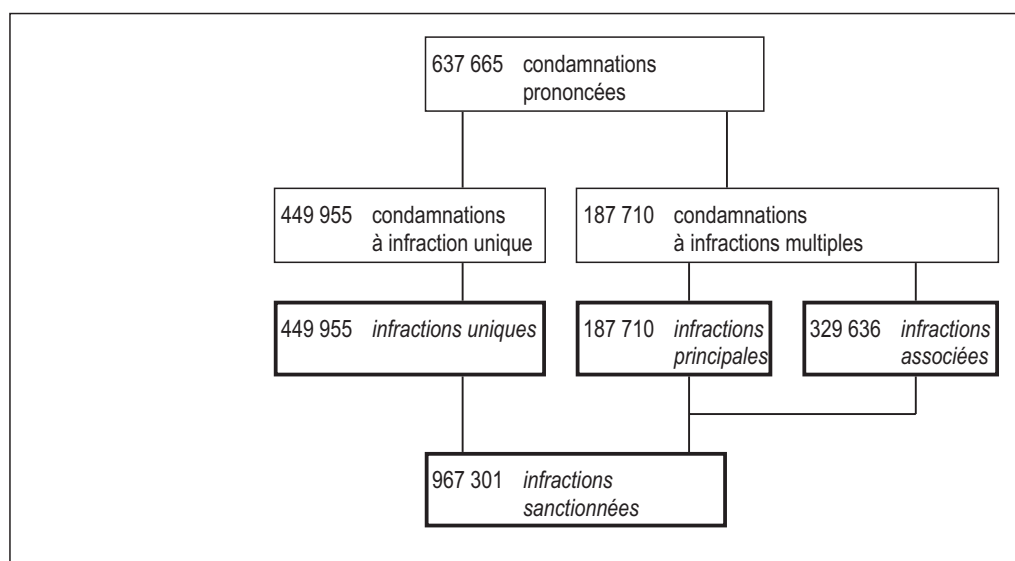 637 665 condamnations
prononcées
449 955 condamnations
à infraction unique
187 710 condamnations
à infractions multiples
449 955 infractions uniques
187 710 infractions
principales
329 636 infractions
associées
967 301 infractions
sanctionnées